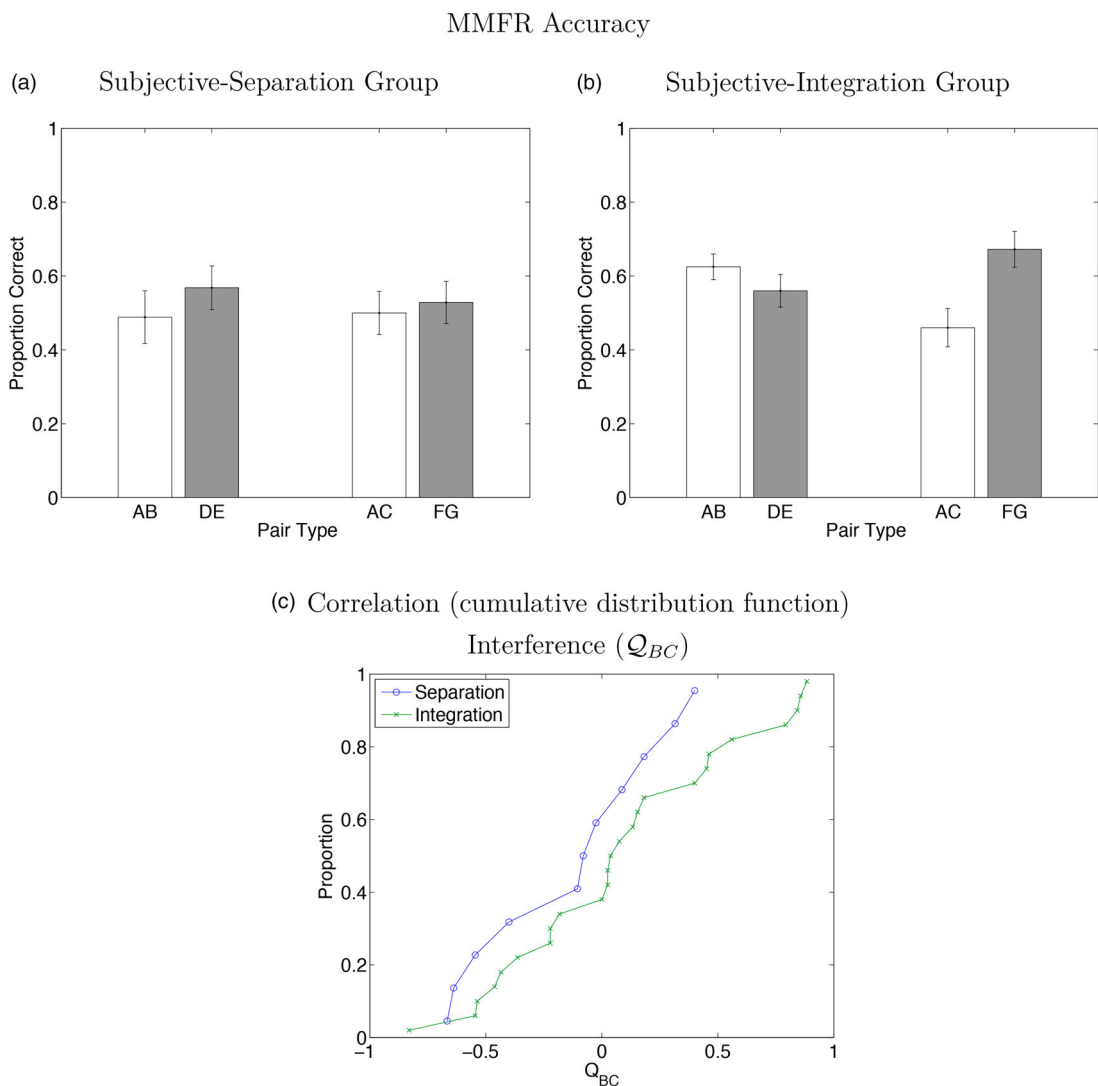 MMFR Accuracy
(a) Subjective-Separation Group
1
0.8
0.6
0.4
0.2
0
Proportion Correct
AB DE AC FG
Pair Type
(b) Subjective-Integration Group
1
0.8
0.6
0.4
0.2
0
Proportion Correct
AB DE AC FG
Pair Type
(c) Correlation (cumulative distribution function)
Interference (𝒬BC)
Separation
Integration
1
0.8
0.6
0.4
0.2
0
Proportion
−1 −0.5 0 0.5 1
QBC